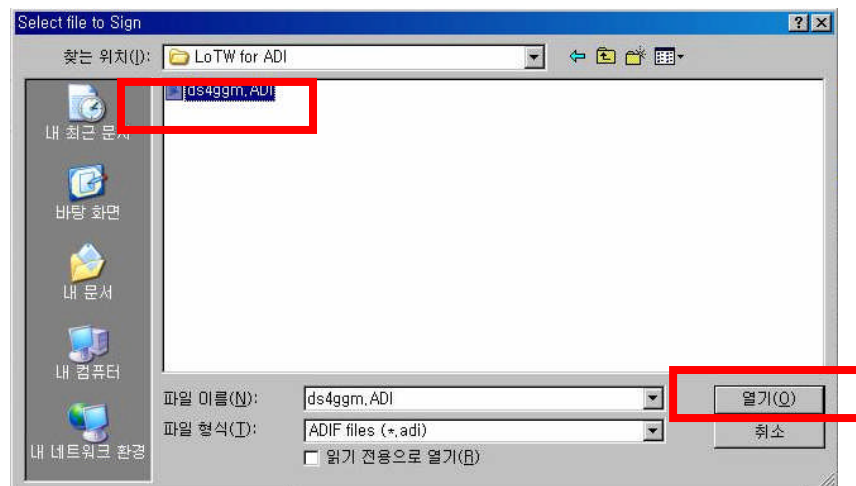 Select file to Sign
찾는 위치(I): LoTW for ADI
ds4ggm,ADI
내 최근 문서
바탕 화면
내 문서
내 컴퓨터
내 네트워크 환경
파일 이름(N): ds4ggm,ADI 열기(O)
파일 형식(T): ADIF files (*,adi) 취소
읽기 전용으로 열기(R)